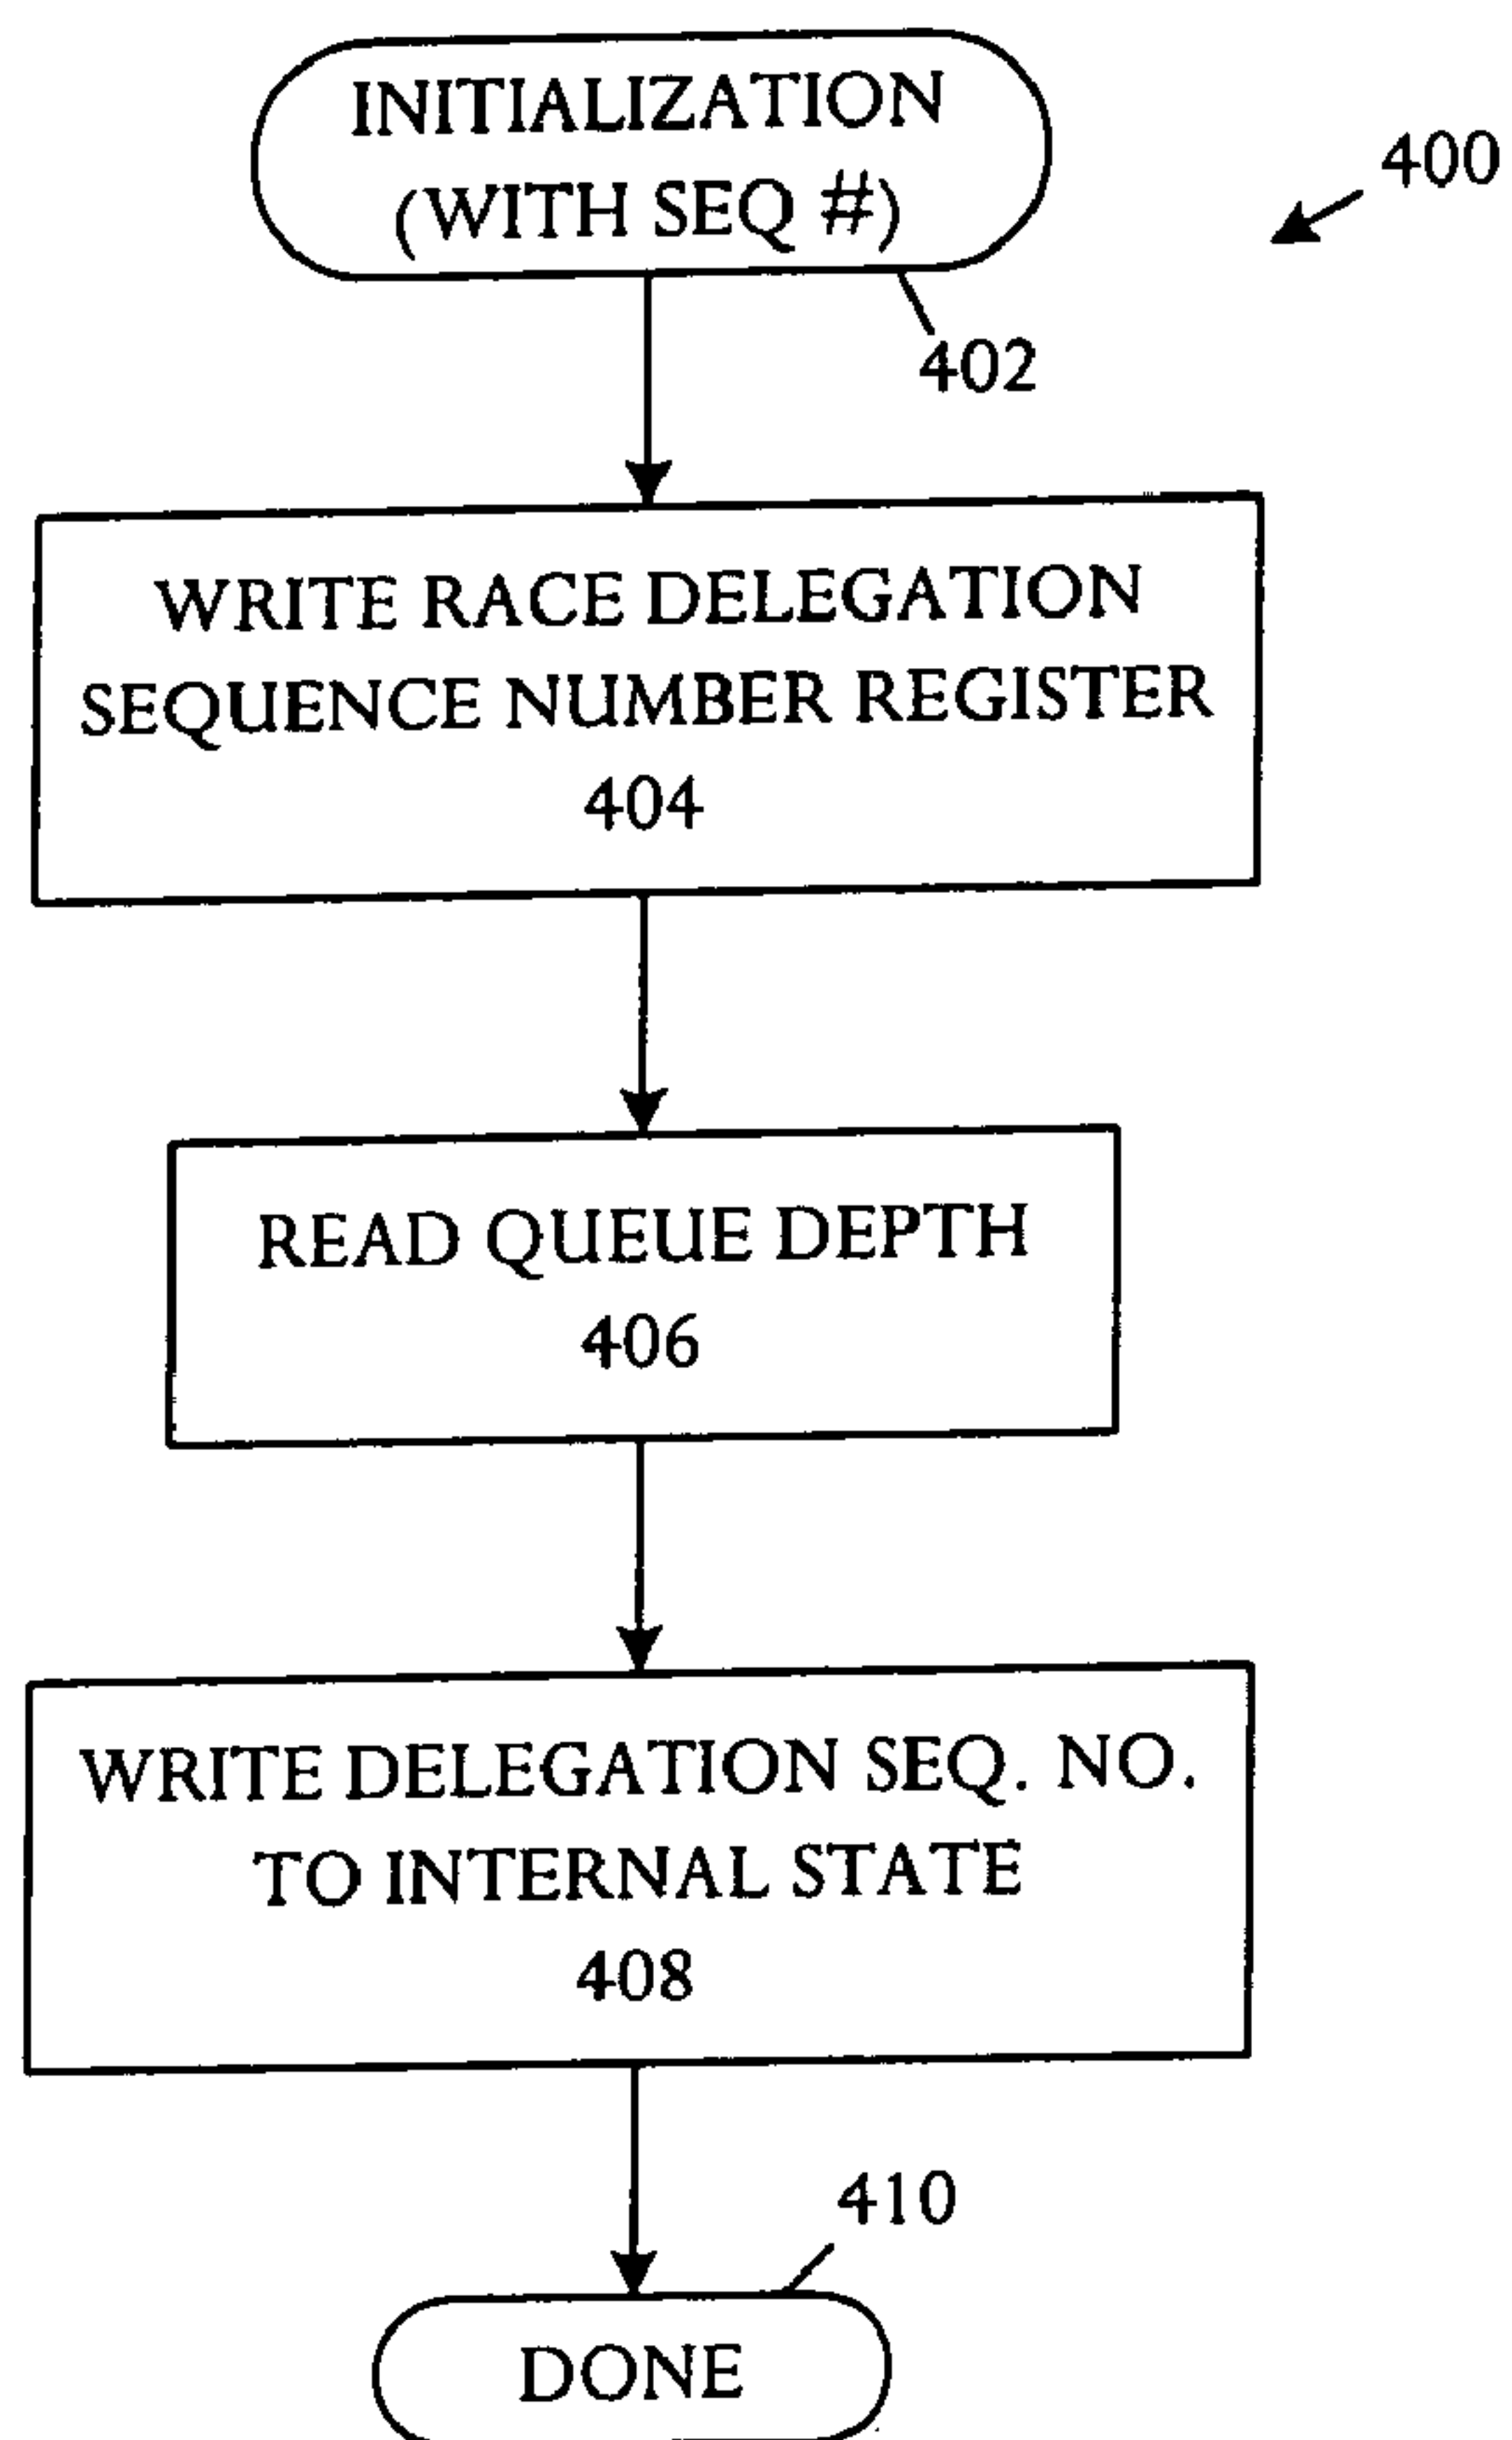 INITIALIZATION
(WITH SEQ #)
400
402
WRITE RACE DELEGATION
SEQUENCE NUMBER REGISTER
404
READ QUEUE DEPTH
406
WRITE DELEGATION SEQ. NO.
TO INTERNAL STATE
408
410
DONE